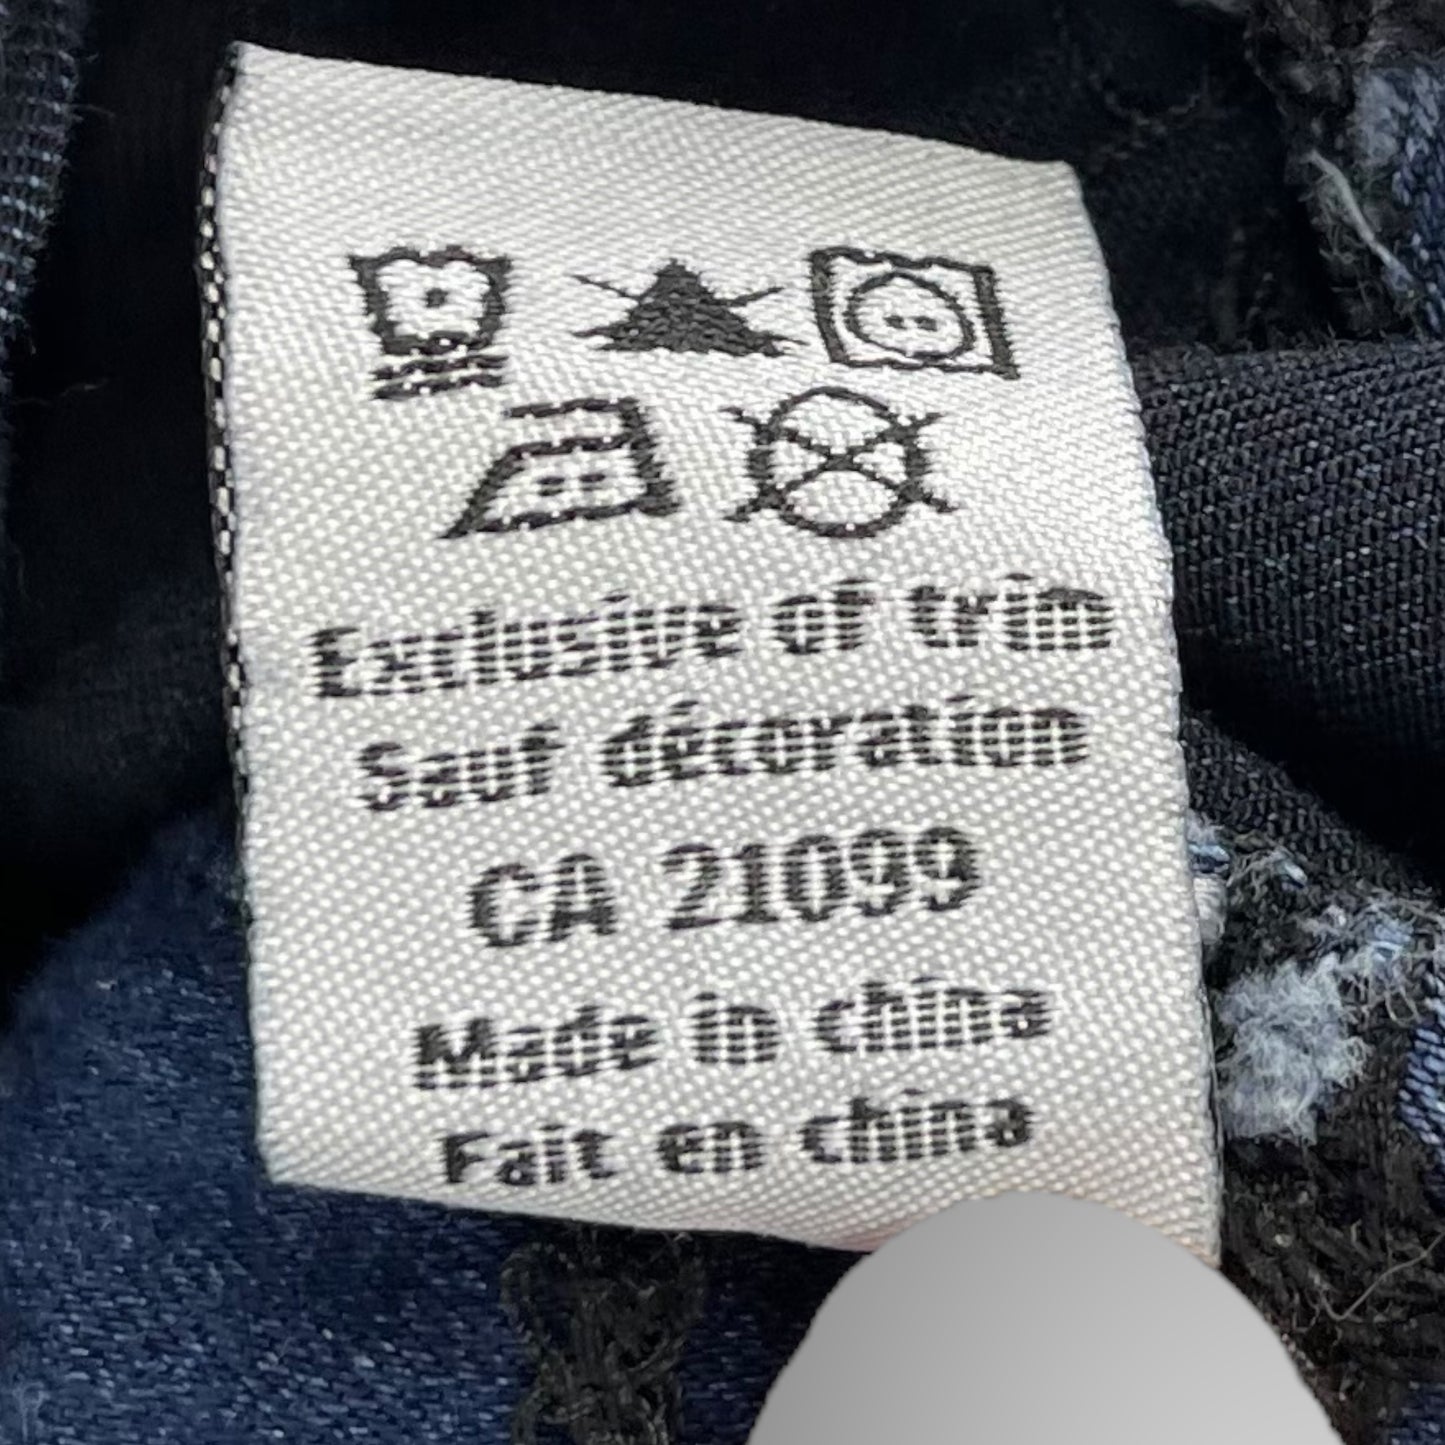 Exclusive of trim
Sauf décoration
CA 21099
Made in china
Fait en china